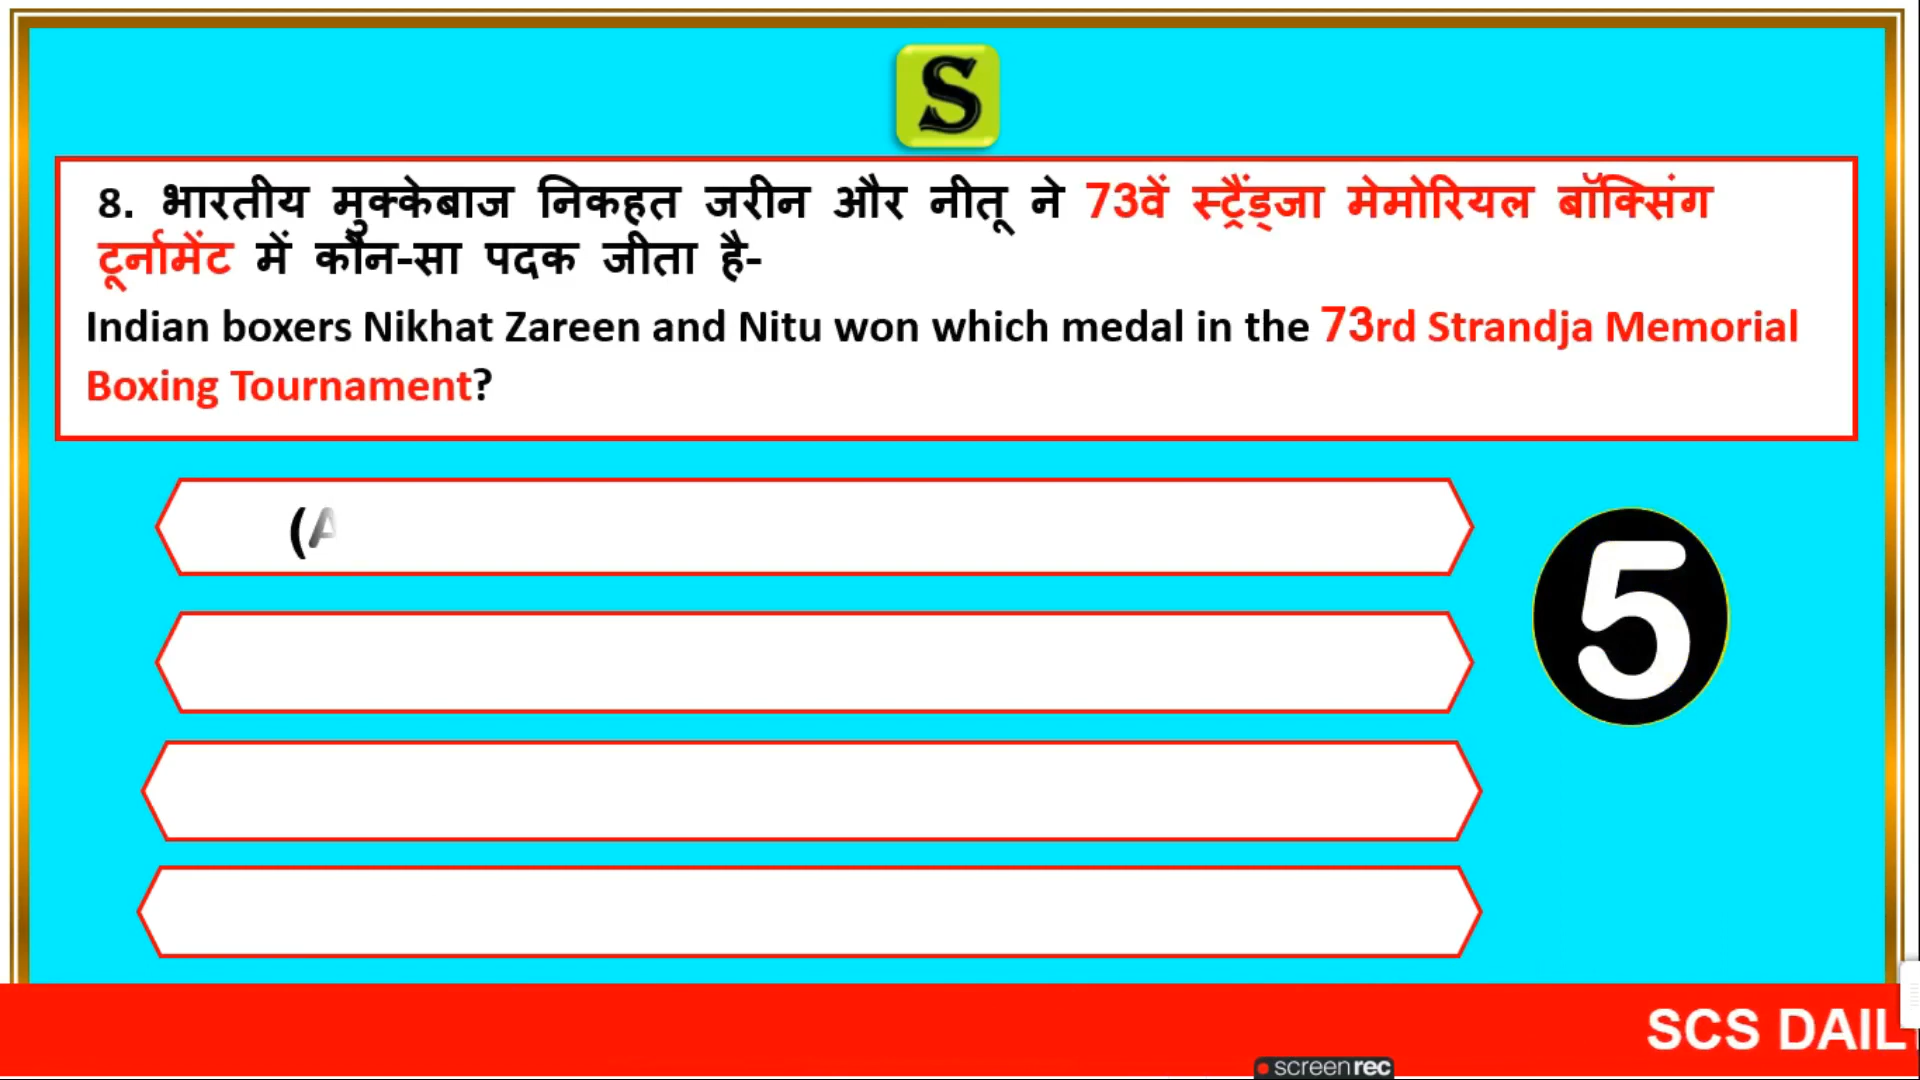 S
8. भारतीय मुक्केबाज निकहत जरीन और नीतू ने 73वें स्ट्रैंड्जा मेमोरियल बॉक्सिंग
टूर्नामेंट में कौन-सा पदक जीता है-
Indian boxers Nikhat Zareen and Nitu won which medal in the 73rd Strandja Memorial
Boxing Tournament?
(A
5
SCS DAIL
screenrec